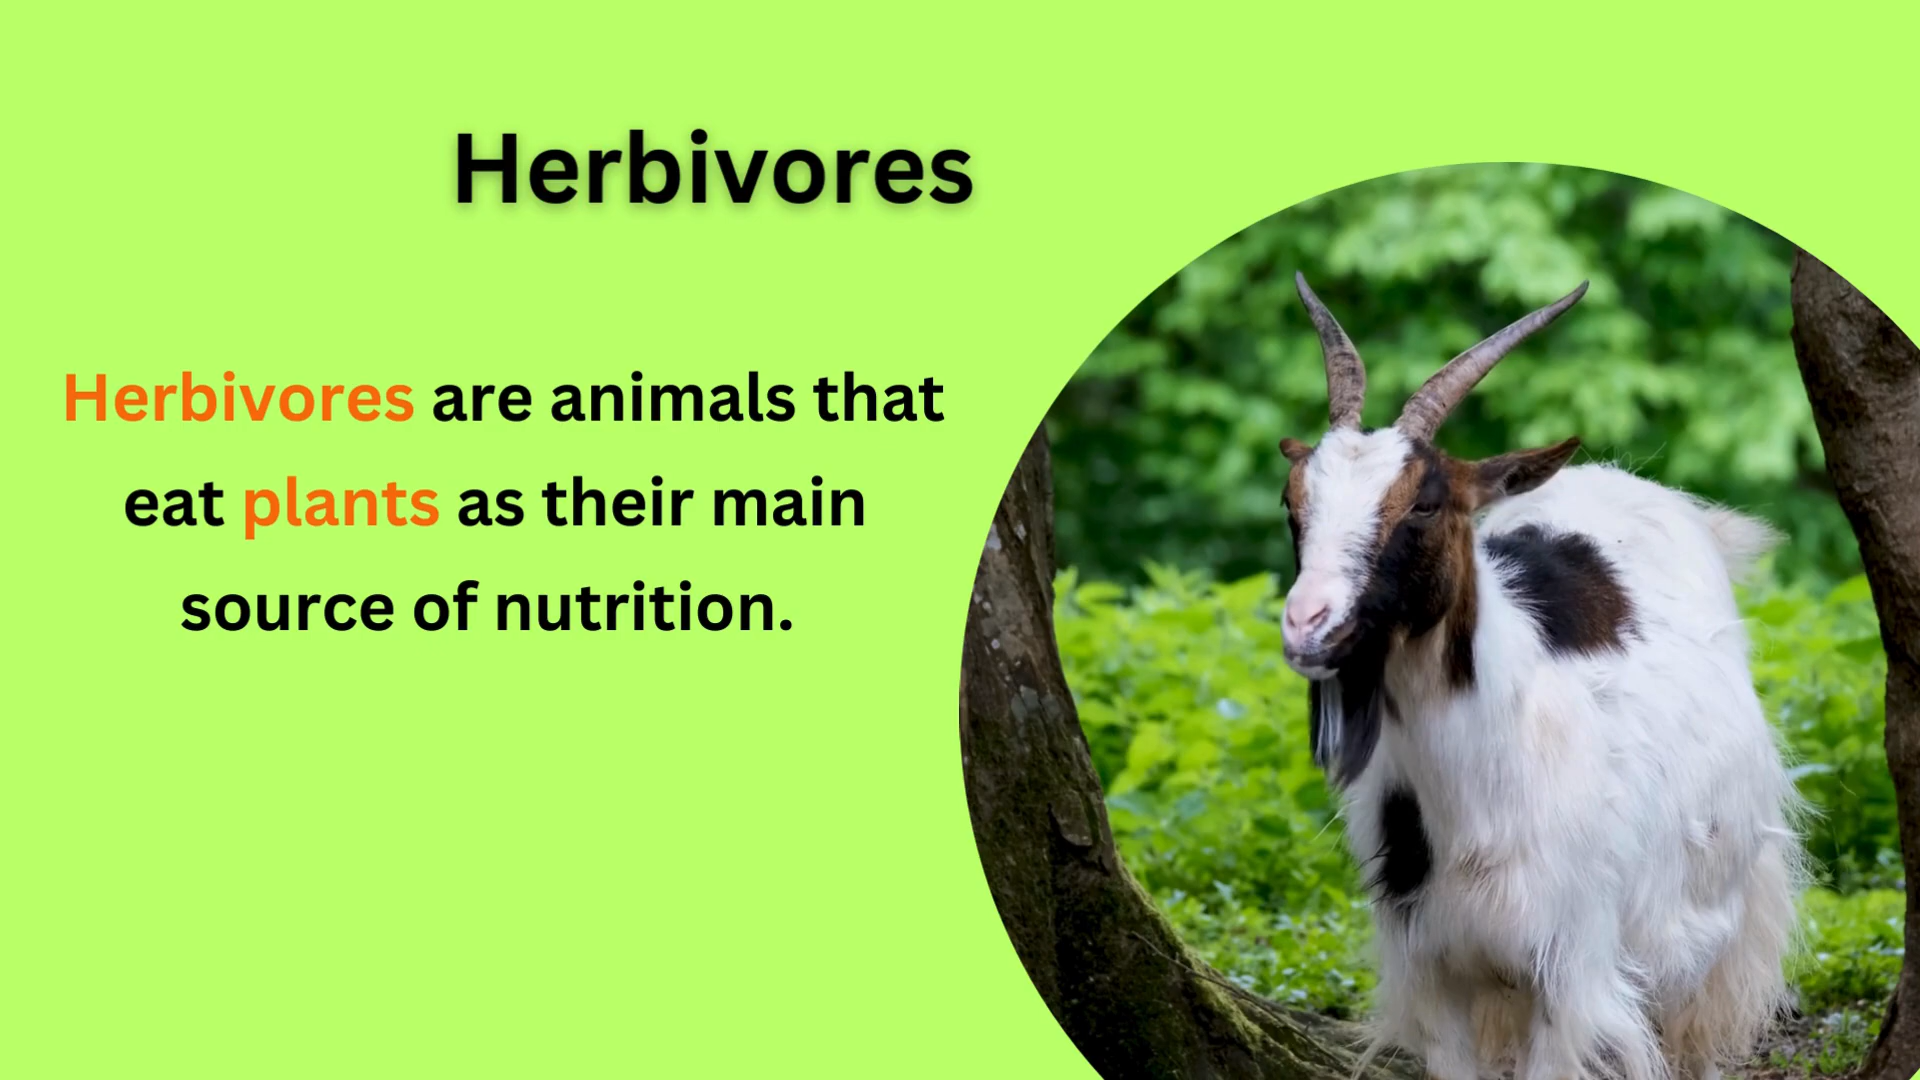 Herbivores
Herbivores are animals that
eat plants as their main
source of nutrition.